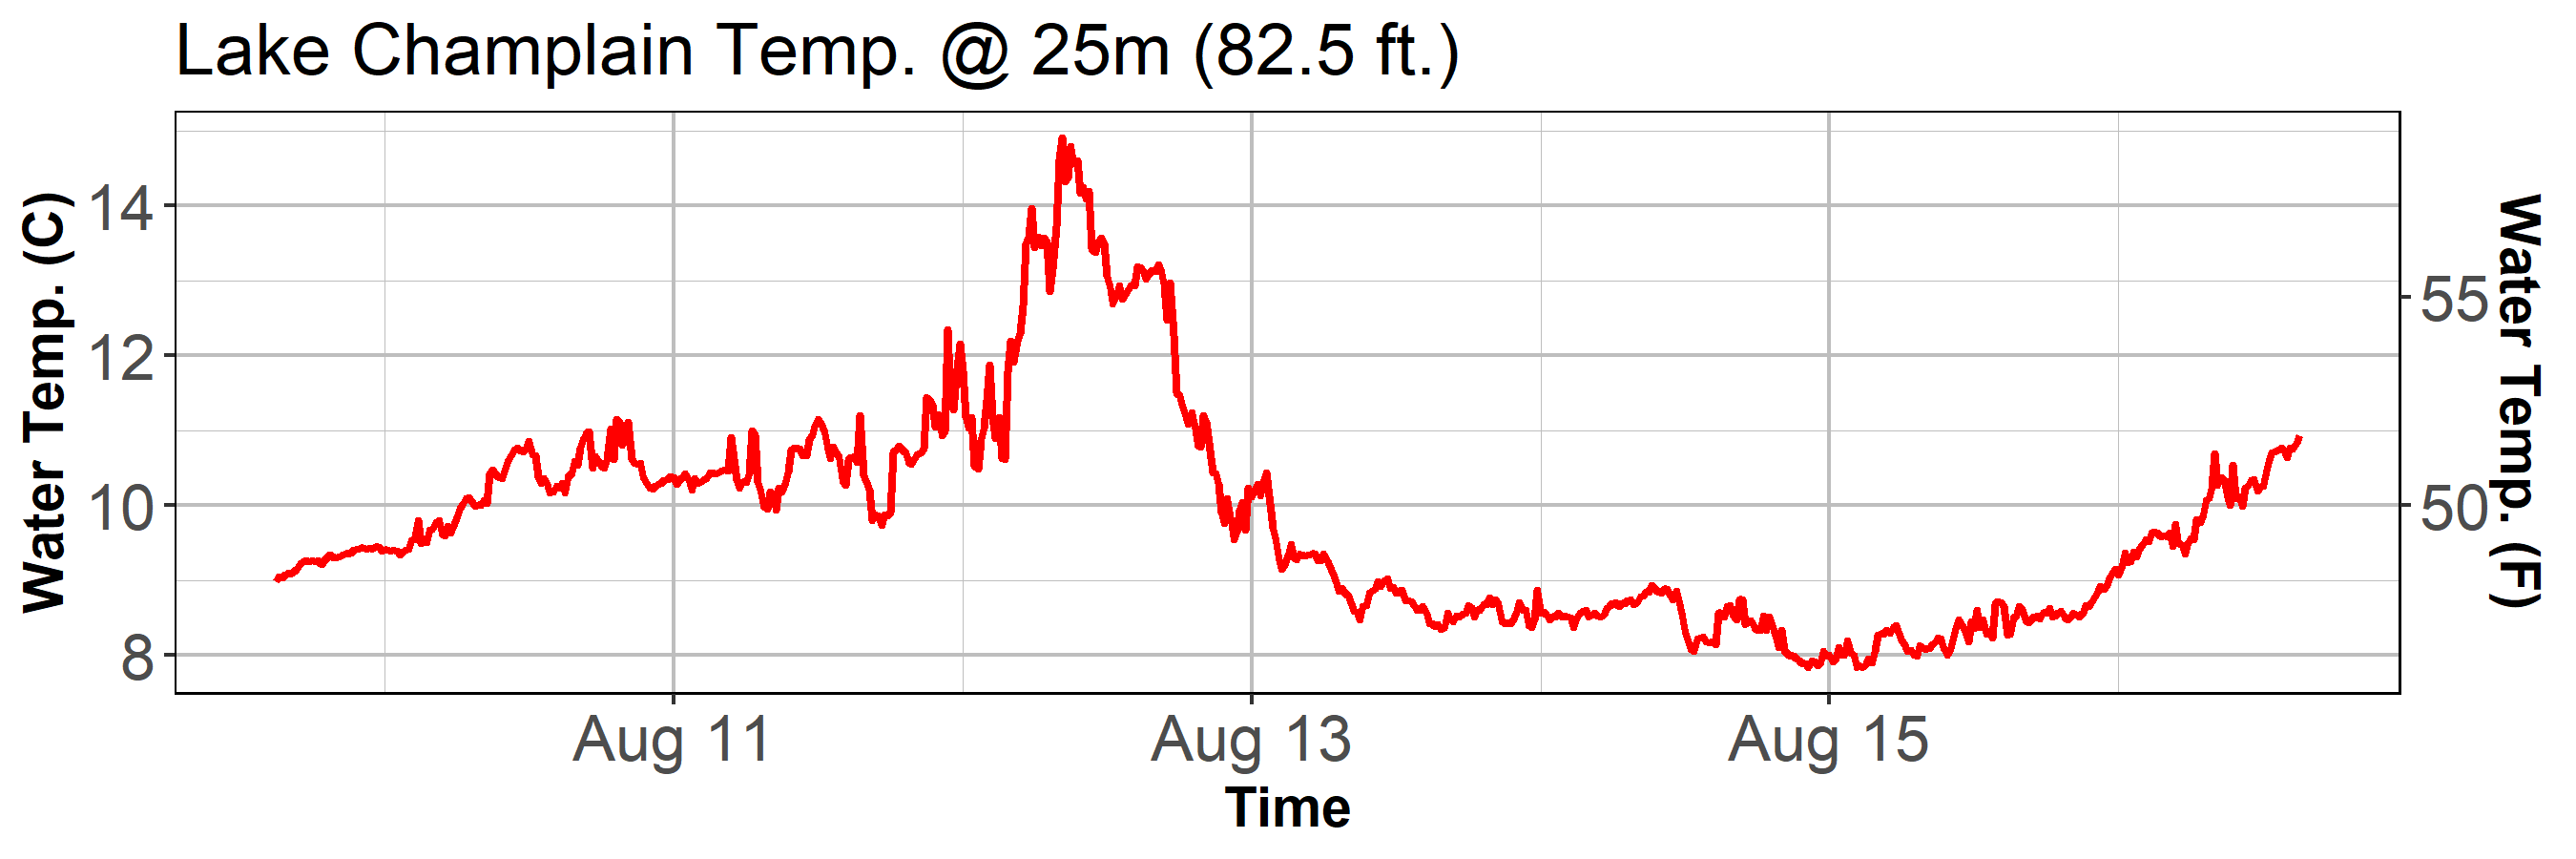 Lake Champlain Temp. @ 25m (82.5 ft.)
Water Temp. (C)
14
12
10
8
55
50
Water Temp. (F)
Aug 11
Aug 13
Aug 15
Time